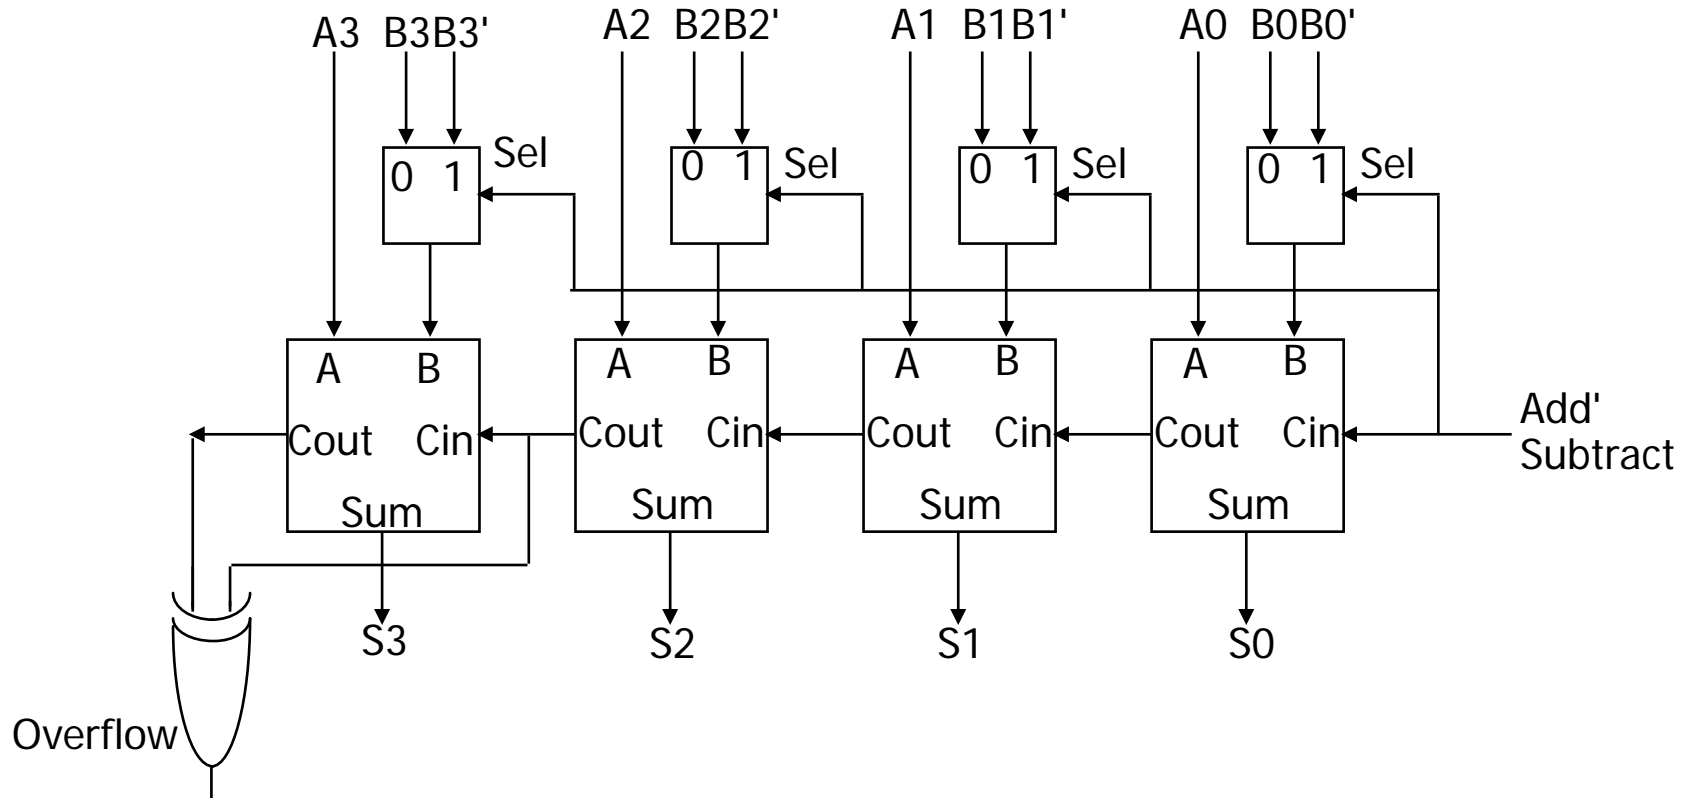 A3 B3B3' A2 B2B2' A1 B1B1' A0 B0B0'
0 1 Sel 0 1 Sel 0 1 Sel 0 1 Sel
A B A B A B A B
Cout Cin Cout Cin Cout Cin Cout Cin Add'
Subtract
Sum Sum Sum Sum
S3 S2 S1 S0
Overflow